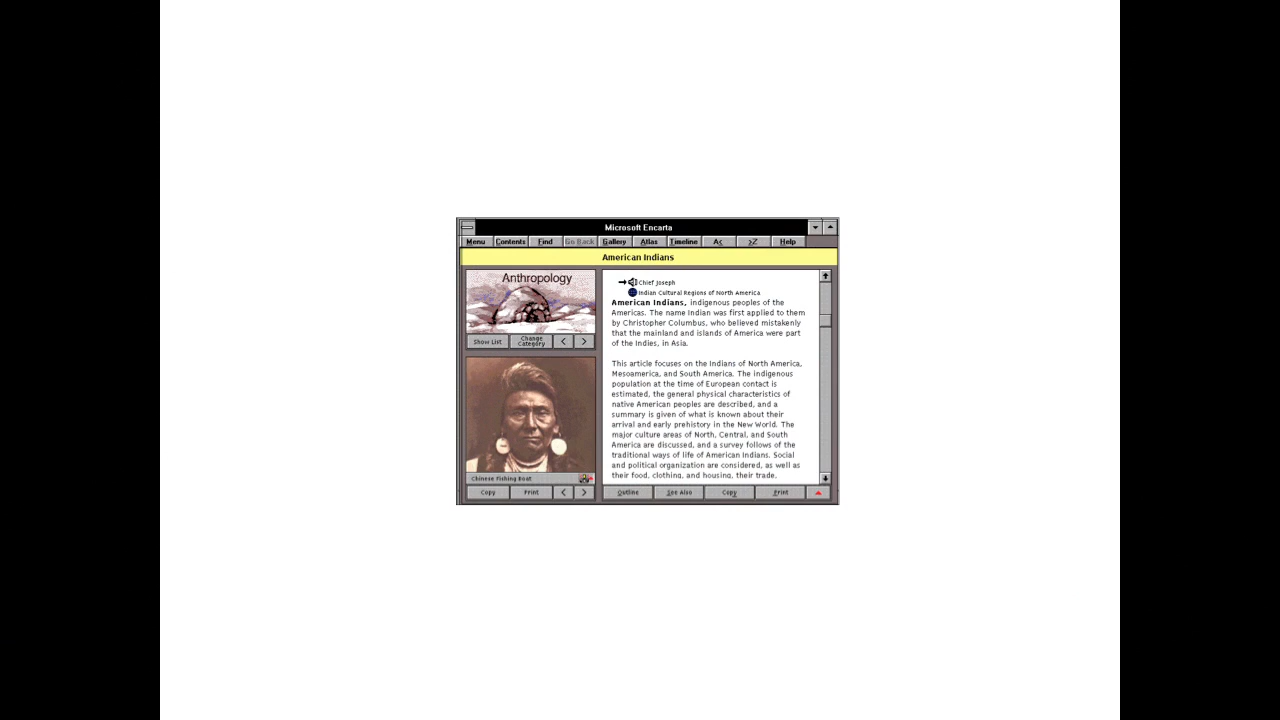 Microsoft Encarta
Menu Contents Find Go Back Gallery Atlas Timeline Help
American Indians
Anthropology
Show List Change Category < >
Chinese Fishing Boat
Copy Print < >
Chief Joseph
Indian Cultural Regions of North America
American Indians, indigenous peoples of the
Americas. The name Indian was first applied to them
by Christopher Columbus, who believed mistakenly
that the mainland and islands of America were part
of the Indies, in Asia.
This article focuses on the Indians of North America,
Mesoamerica, and South America. The indigenous
population at the time of European contact is
estimated, the general physical characteristics of
native American peoples are described, and a
summary is given of what is known about their
arrival and early prehistory in the New World. The
major culture areas of North, Central, and South
America are discussed, and a survey follows of the
traditional ways of life of American Indians. Social
and political organization are considered, as well as
their food, clothing, and housing, their trade,
Outline See Also Copy Print